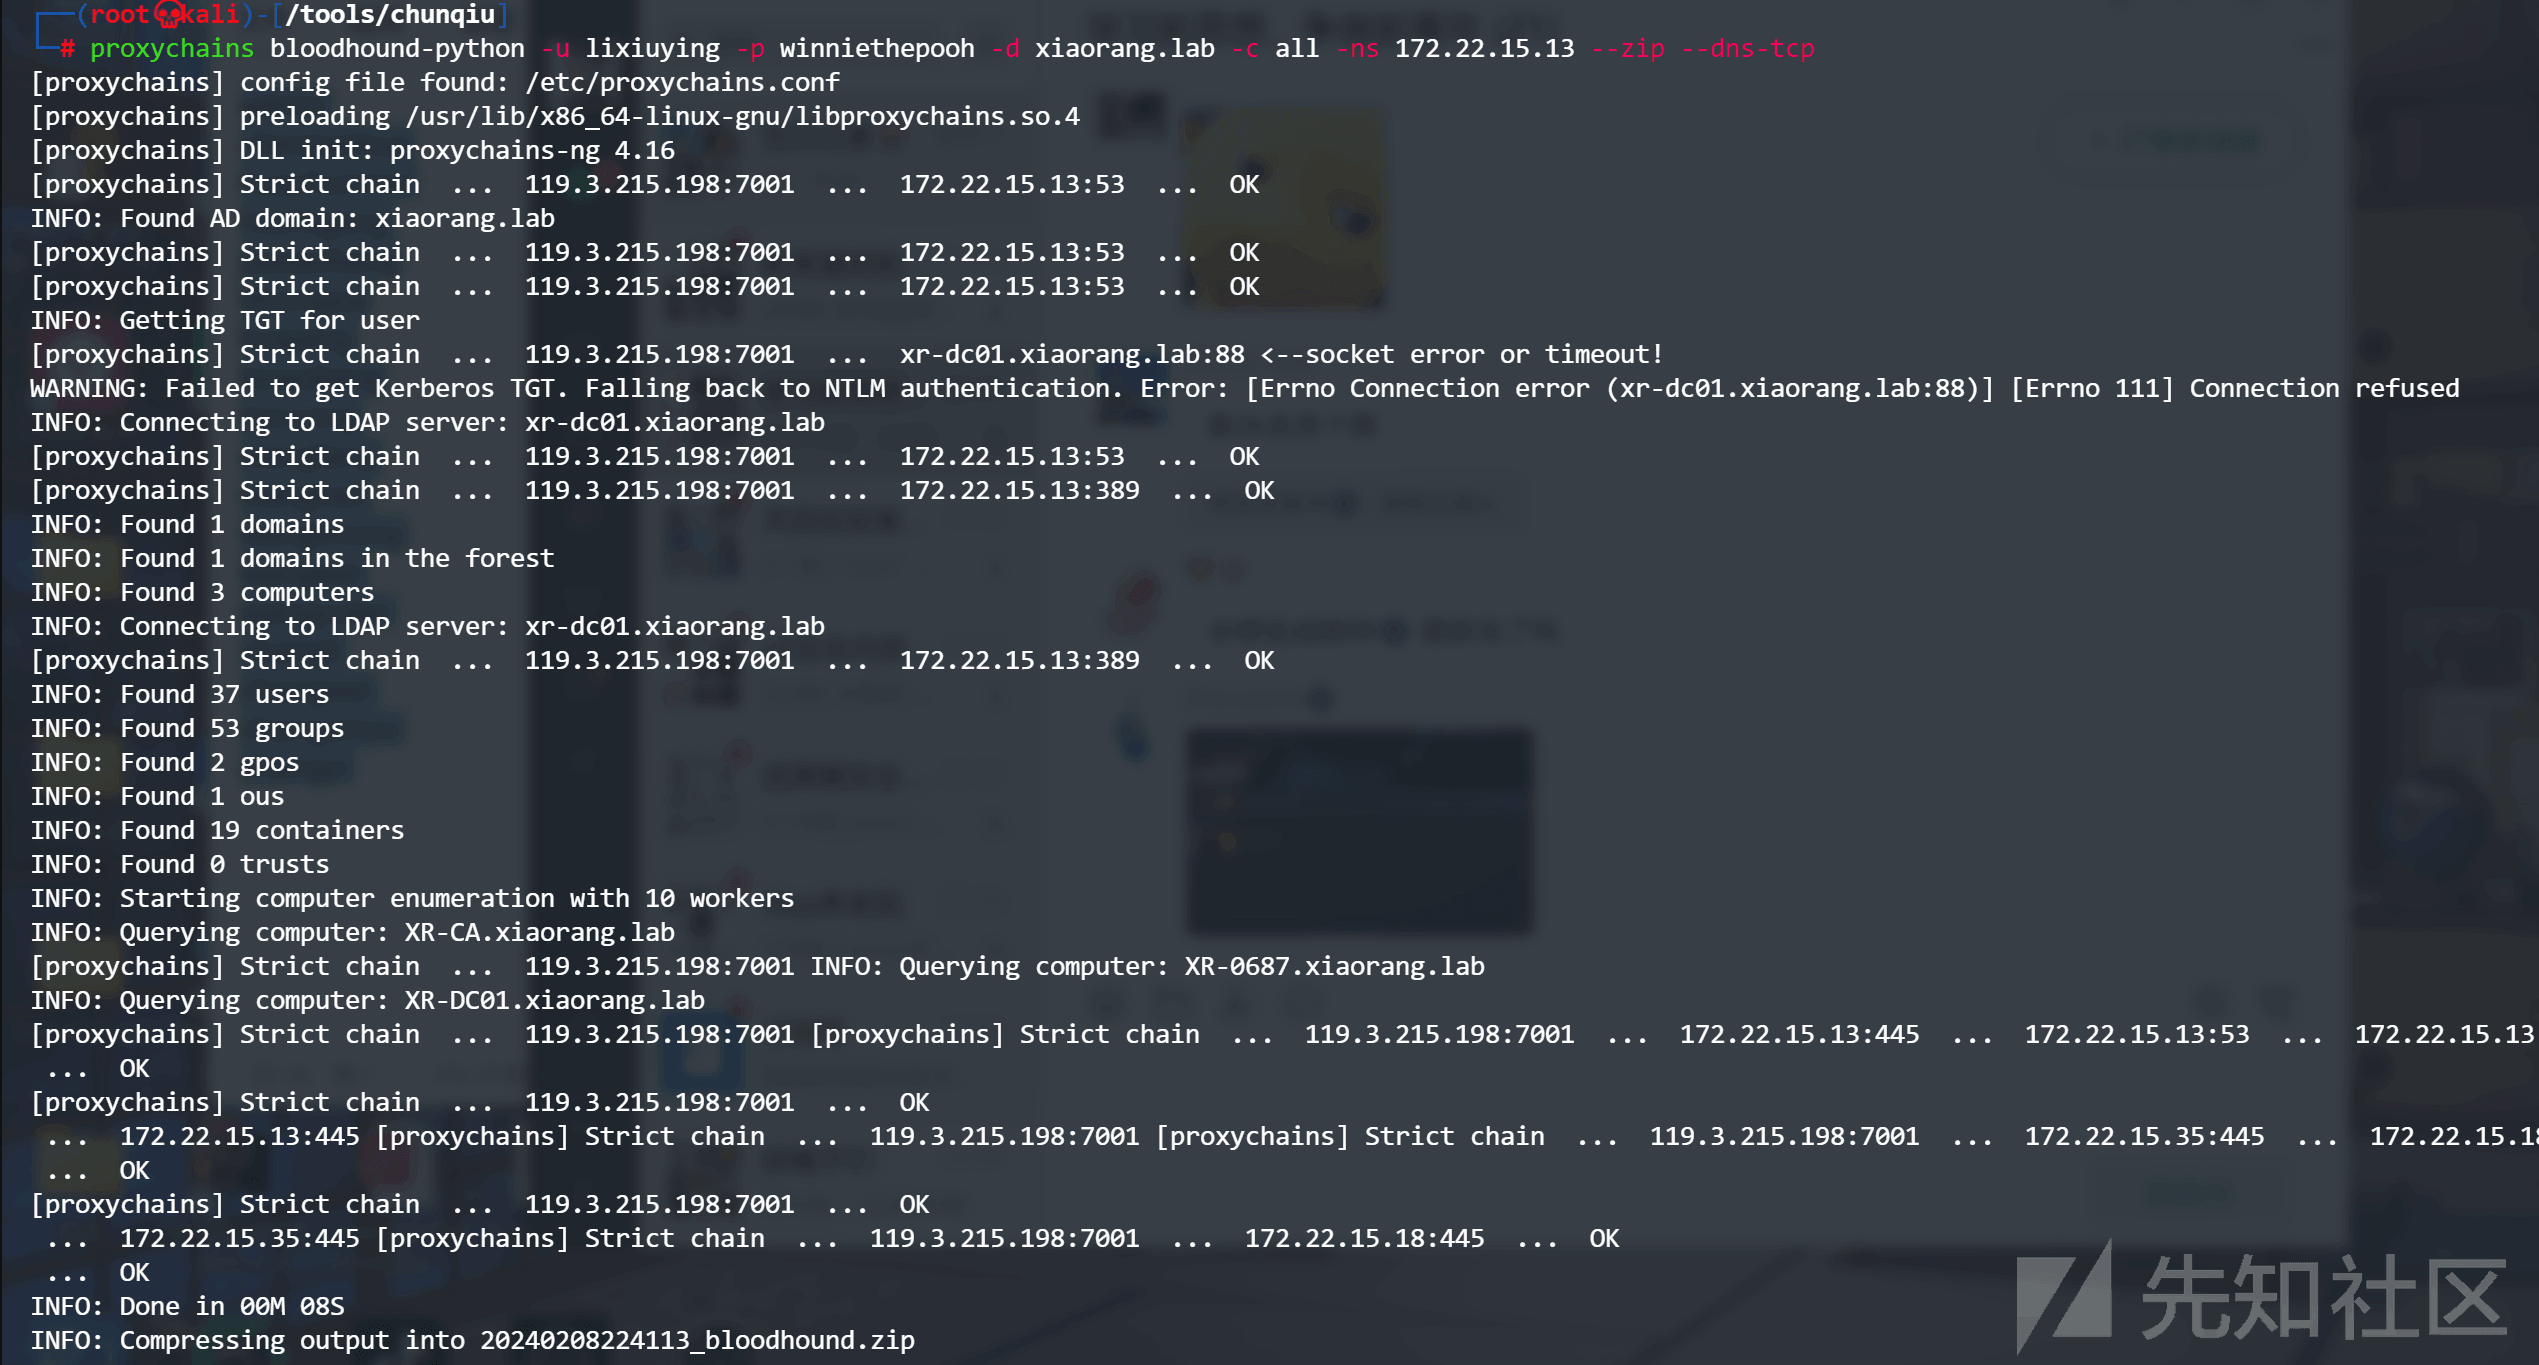 ┌──(root💀kali)-[/tools/chunqiu]
└─# proxychains bloodhound-python -u lixiuying -p winniethepooh -d xiaorang.lab -c all -ns 172.22.15.13 --zip --dns-tcp
[proxychains] config file found: /etc/proxychains.conf
[proxychains] preloading /usr/lib/x86_64-linux-gnu/libproxychains.so.4
[proxychains] DLL init: proxychains-ng 4.16
[proxychains] Strict chain  ...  119.3.215.198:7001  ...  172.22.15.13:53  ...  OK
INFO: Found AD domain: xiaorang.lab
[proxychains] Strict chain  ...  119.3.215.198:7001  ...  172.22.15.13:53  ...  OK
[proxychains] Strict chain  ...  119.3.215.198:7001  ...  172.22.15.13:53  ...  OK
INFO: Getting TGT for user
[proxychains] Strict chain  ...  119.3.215.198:7001  ...  xr-dc01.xiaorang.lab:88 <--socket error or timeout!
WARNING: Failed to get Kerberos TGT. Falling back to NTLM authentication. Error: [Errno Connection error (xr-dc01.xiaorang.lab:88)] [Errno 111] Connection refused
INFO: Connecting to LDAP server: xr-dc01.xiaorang.lab
[proxychains] Strict chain  ...  119.3.215.198:7001  ...  172.22.15.13:53  ...  OK
[proxychains] Strict chain  ...  119.3.215.198:7001  ...  172.22.15.13:389  ...  OK
INFO: Found 1 domains
INFO: Found 1 domains in the forest
INFO: Found 3 computers
INFO: Connecting to LDAP server: xr-dc01.xiaorang.lab
[proxychains] Strict chain  ...  119.3.215.198:7001  ...  172.22.15.13:389  ...  OK
INFO: Found 37 users
INFO: Found 53 groups
INFO: Found 2 gpos
INFO: Found 1 ous
INFO: Found 19 containers
INFO: Found 0 trusts
INFO: Starting computer enumeration with 10 workers
INFO: Querying computer: XR-CA.xiaorang.lab
[proxychains] Strict chain  ...  119.3.215.198:7001 INFO: Querying computer: XR-0687.xiaorang.lab
INFO: Querying computer: XR-DC01.xiaorang.lab
[proxychains] Strict chain  ...  119.3.215.198:7001 [proxychains] Strict chain  ...  119.3.215.198:7001  ...  172.22.15.13:445  ...  172.22.15.13:53  ...  172.22.15.13
 ...  OK
[proxychains] Strict chain  ...  119.3.215.198:7001  ...  OK
 ...  172.22.15.13:445 [proxychains] Strict chain  ...  119.3.215.198:7001 [proxychains] Strict chain  ...  119.3.215.198:7001  ...  172.22.15.35:445  ...  172.22.15.18
 ...  OK
[proxychains] Strict chain  ...  119.3.215.198:7001  ...  OK
 ...  172.22.15.35:445 [proxychains] Strict chain  ...  119.3.215.198:7001  ...  172.22.15.18:445  ...  OK
 ...  OK
INFO: Done in 00M 08S
INFO: Compressing output into 20240208224113_bloodhound.zip
先知社区